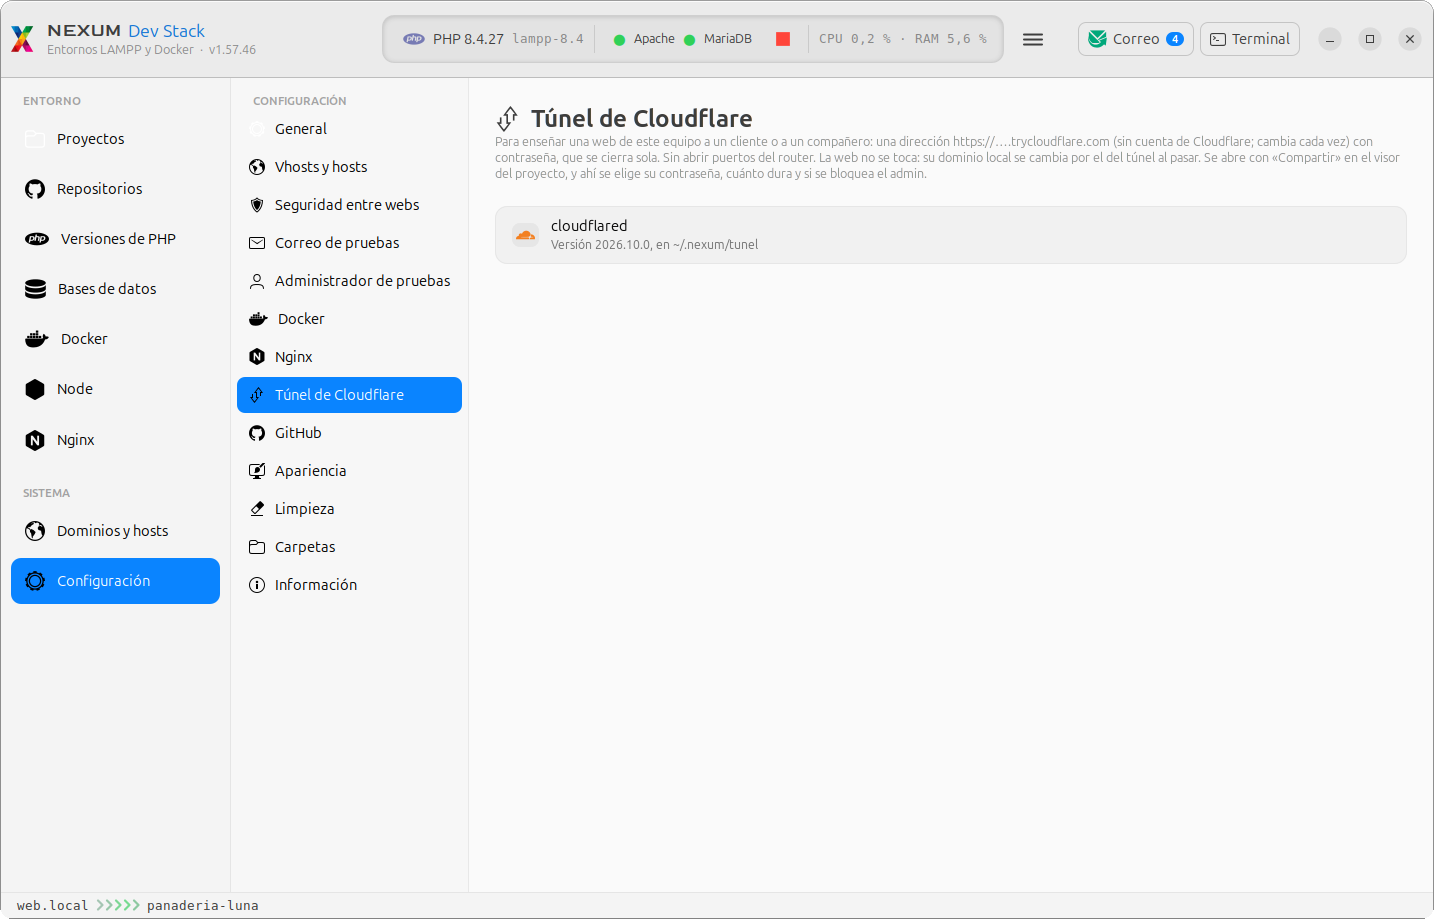 NEXUM Dev Stack
Entornos LAMPP y Docker · v1.57.46
php PHP 8.4.27 lampp-8.4
Apache
MariaDB
CPU 0,2 % · RAM 5,6 %
Correo 4
Terminal
ENTORNO
Proyectos
Repositorios
php Versiones de PHP
Bases de datos
Docker
Node
N Nginx
SISTEMA
Dominios y hosts
Configuración
CONFIGURACIÓN
General
Vhosts y hosts
Seguridad entre webs
Correo de pruebas
Administrador de pruebas
Docker
N Nginx
Túnel de Cloudflare
GitHub
Apariencia
Limpieza
Carpetas
Información
Túnel de Cloudflare
Para enseñar una web de este equipo a un cliente o a un compañero: una dirección https://….trycloudflare.com (sin cuenta de Cloudflare; cambia cada vez) con
contraseña, que se cierra sola. Sin abrir puertos del router. La web no se toca: su dominio local se cambia por el del túnel al pasar. Se abre con «Compartir» en el visor
del proyecto, y ahí se elige su contraseña, cuánto dura y si se bloquea el admin.
cloudflared
Versión 2026.10.0, en ~/.nexum/tunel
web.local
panaderia-luna